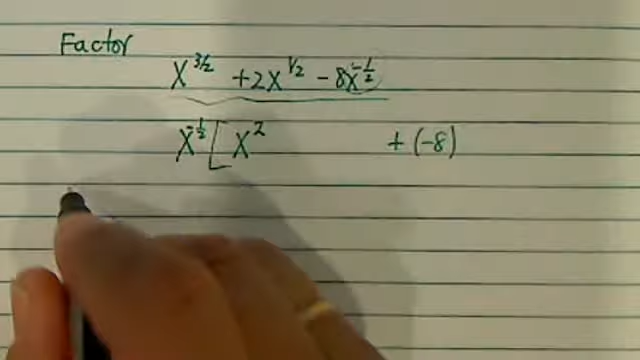 Factor
x^{3/2} + 2x^{1/2} - 8x^{-1/2}
x^{-1/2} [ x^2 + (-8)